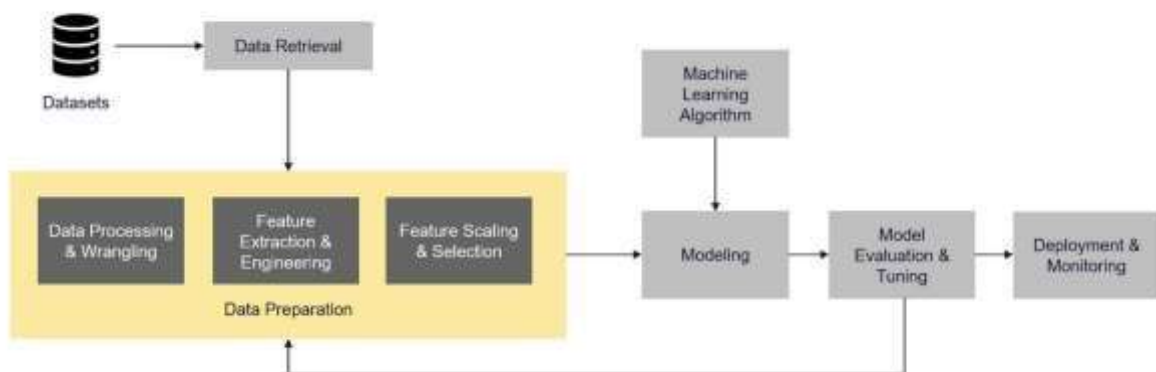 Data Retrieval
Datasets
Machine
Learning
Algorithm
Data Processing
& Wrangling
Feature
Extraction &
Engineering
Feature Scaling
& Selection
Data Preparation
Modeling
Model
Evaluation &
Tuning
Deployment &
Monitoring